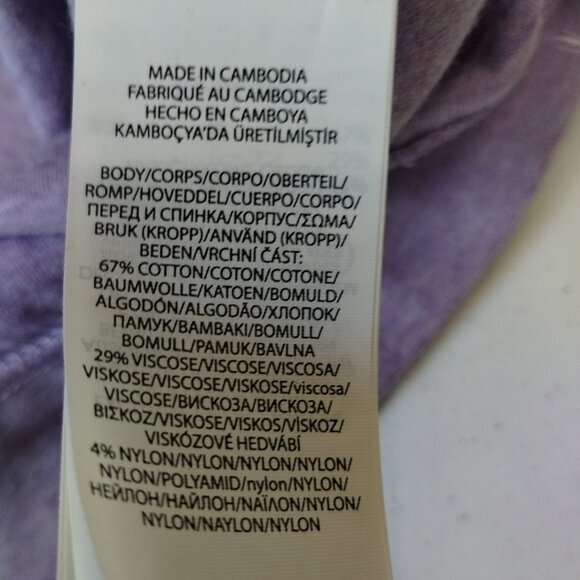 MADE IN CAMBODIA
FABRIQUÉ AU CAMBODGE
HECHO EN CAMBOYA
KAMBOÇYA'DA ÜRETİLMİŞTİR
BODY/CORPS/CORPO/OBERTEIL/
ROMP/HOVEDDEL/CUERPO/CORPO/
ПЕРЕД И СПИНКА/КОРПУС/ΣΩΜΑ/
BRUK (KROPP)/ANVÄND (KROPP)/
BEDEN/VRCHNÍ ČÁST:
67% COTTON/COTON/COTONE/
BAUMWOLLE/KATOEN/BOMULD/
ALGODÓN/ALGODÃO/ХЛОПОК/
ПАМУК/ΒΑΜΒΑΚΙ/BOMULL/
BOMULL/PAMUK/BAVLNA
29% VISCOSE/VISCOSE/VISCOSA/
VISKOSE/VISCOSE/VISKOSE/viscosa/
VISCOSE/ВИСКОЗА/ВИСКОЗА/
ΒΙΣΚΟΖ/VISKOSE/VISKOS/VİSKOZ/
VISKÓZOVÉ HEDVÁBÍ
4% NYLON/NYLON/NYLON/NYLON/
NYLON/POLYAMID/nylon/NYLON/
НЕЙЛОН/НАЙЛОН/ΝΑΪΛΟΝ/NYLON/
NYLON/NAYLON/NYLON